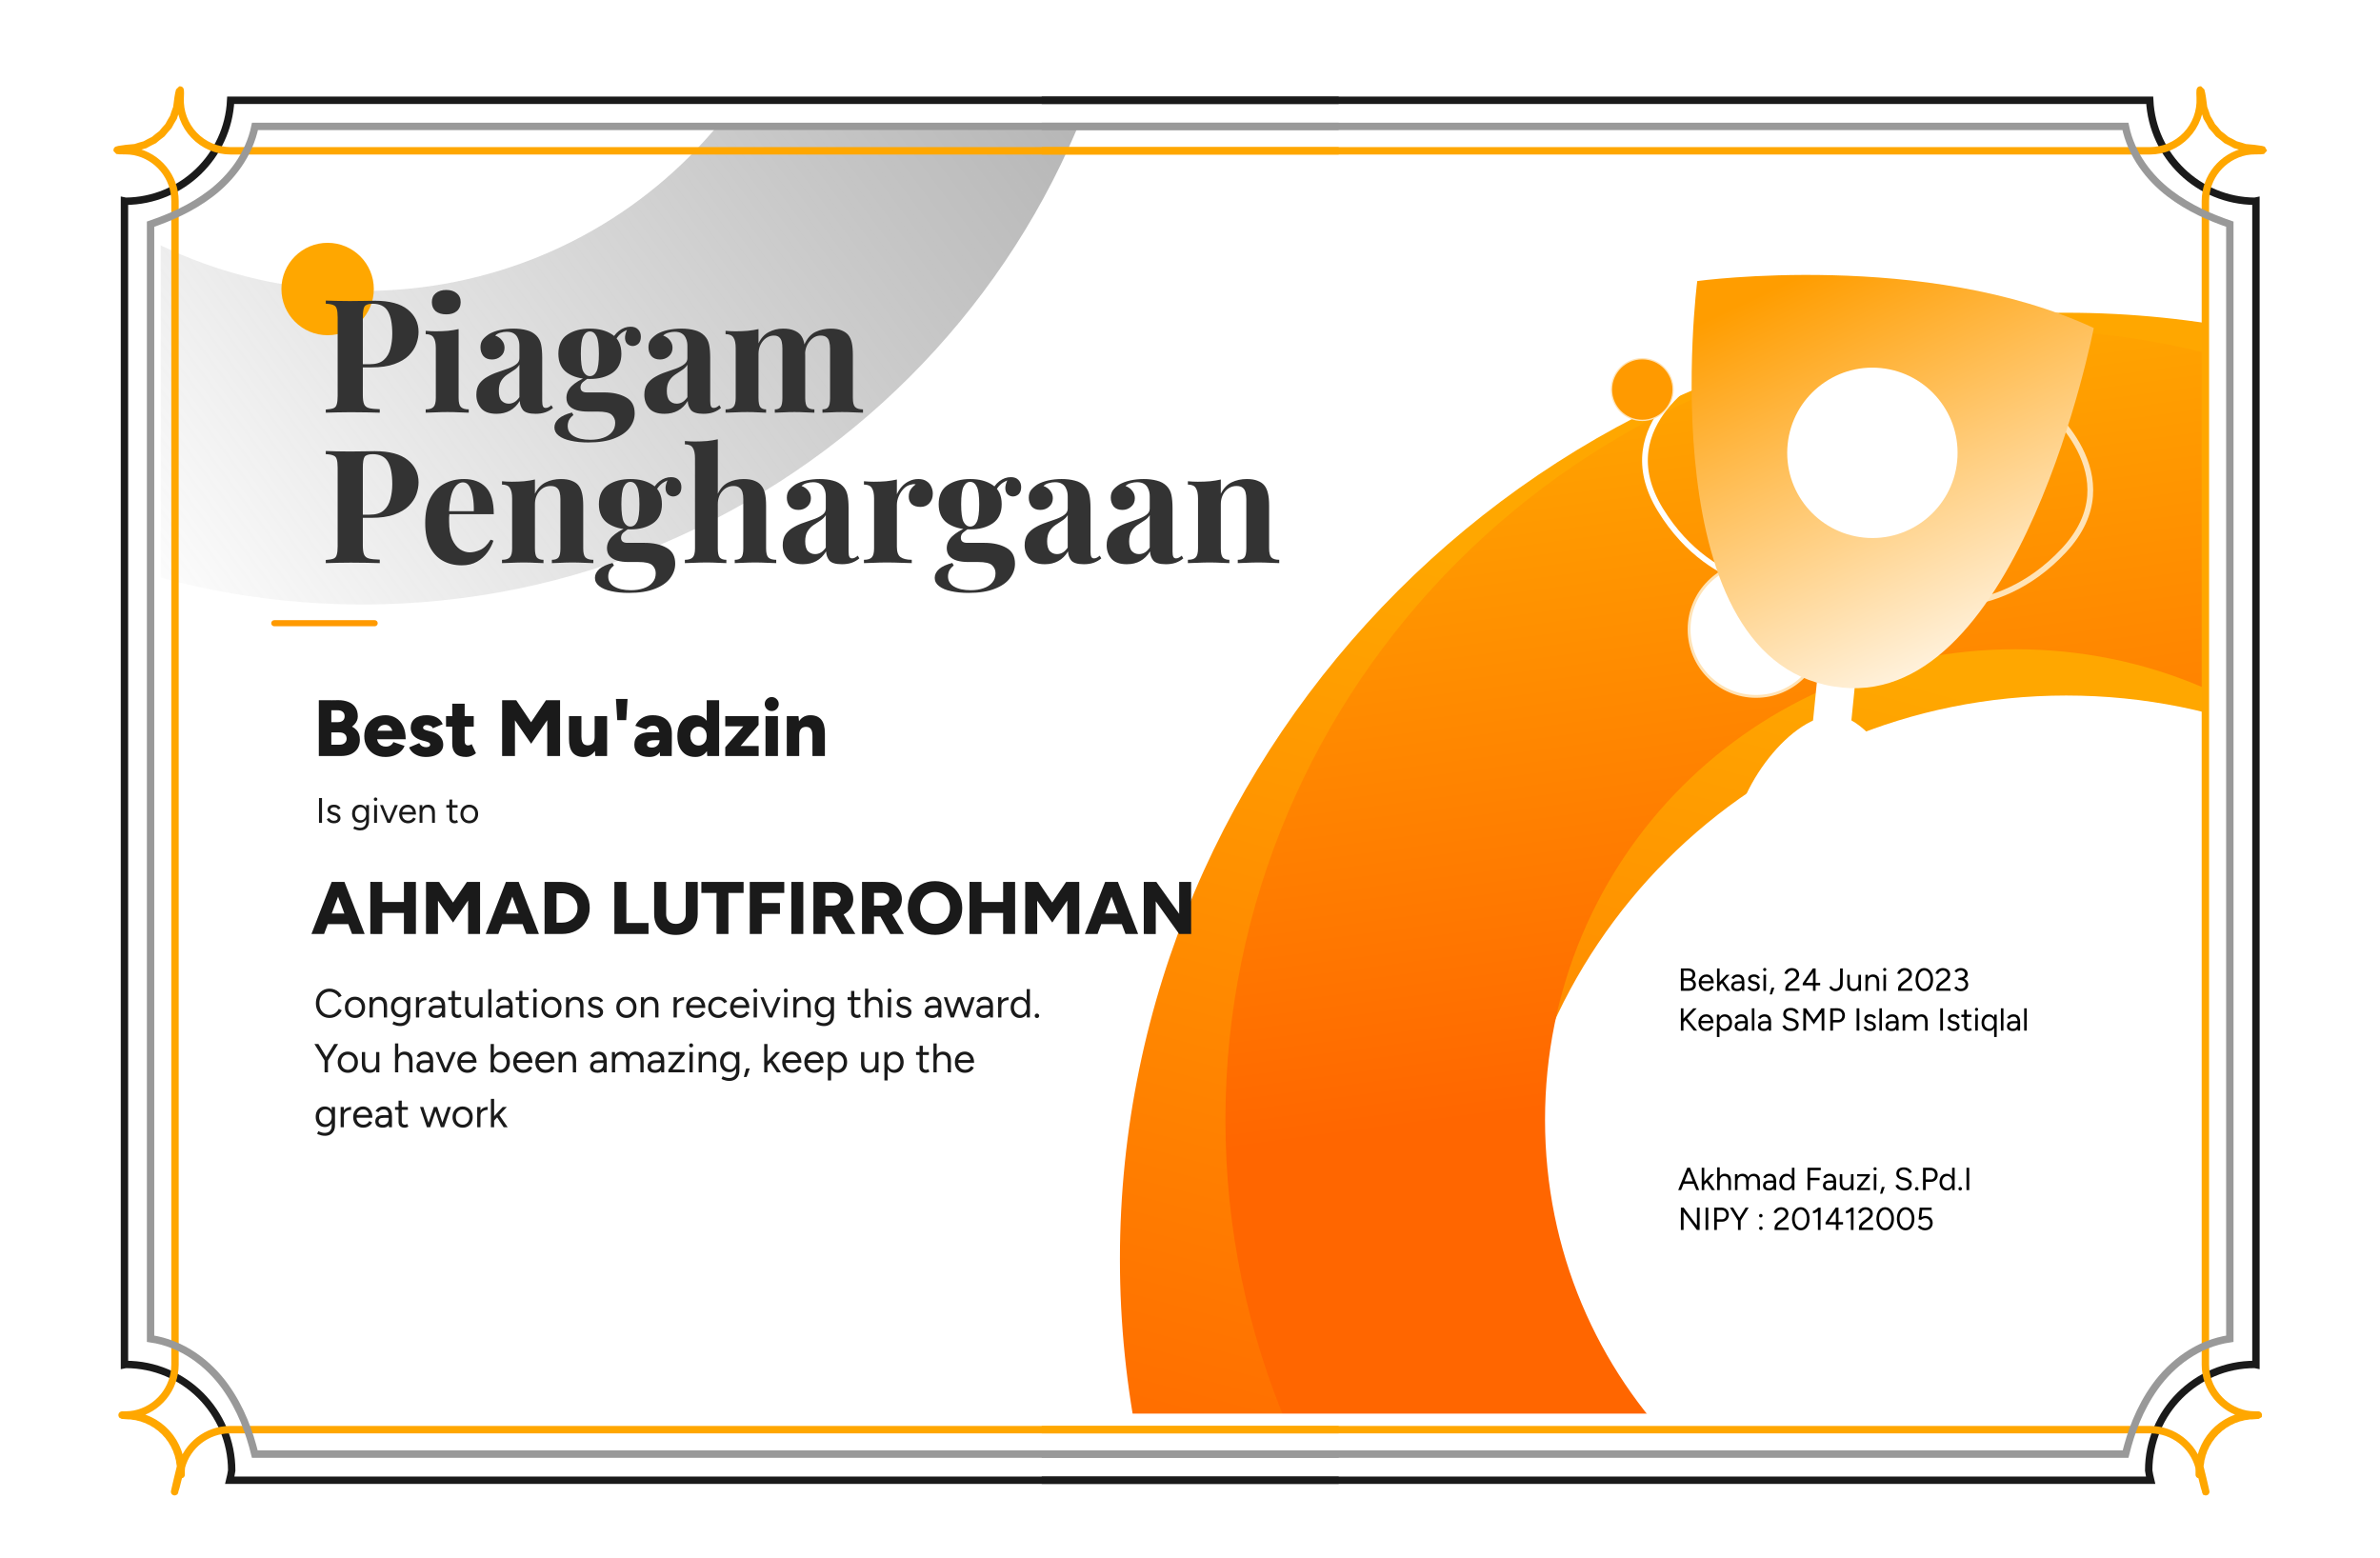 Piagam
Penghargaan
Best Mu'adzin
Is given to
AHMAD LUTFIRROHMAN
Congratulations on receiving this award.
You have been amazing, keep up the
great work
Bekasi, 24 Juni 2023
Kepala SMP Islam Istiqlal
Akhmad Fauzi, S.Pd.I
NIPY : 201412005